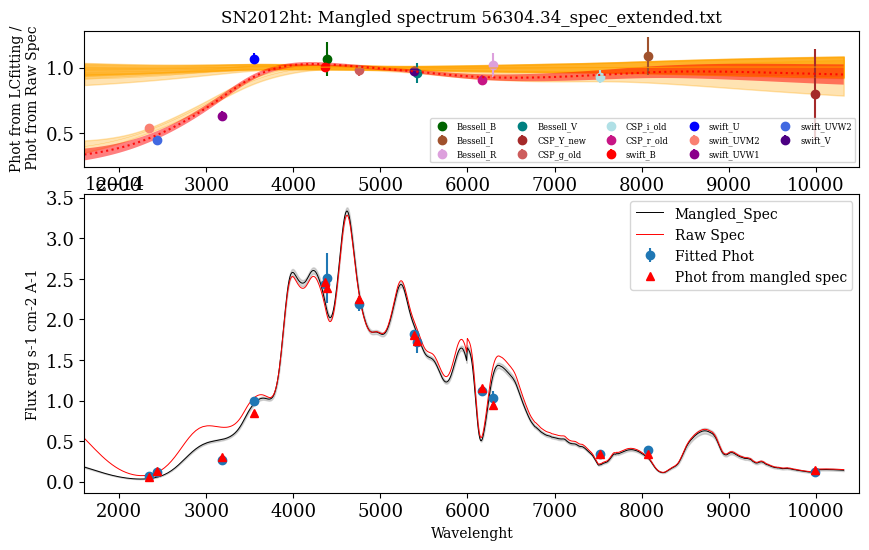 SN2012ht: Mangled spectrum 56304.34_spec_extended.txt
Phot from LCfitting /
Phot from Raw Spec
1.0
0.5
Bessell_B
Bessell_I
Bessell_R
Bessell_V
CSP_Y_new
CSP_g_old
CSP_i_old
CSP_r_old
swift_B
swift_U
swift_UVM2
swift_UVW1
swift_UVW2
swift_V
2000 3000 4000 5000 6000 7000 8000 9000 10000
1e−14
Flux erg s-1 cm-2 A-1
3.5
3.0
2.5
2.0
1.5
1.0
0.5
0.0
Mangled_Spec
Raw Spec
Fitted Phot
Phot from mangled spec
2000 3000 4000 5000 6000 7000 8000 9000 10000
Wavelenght